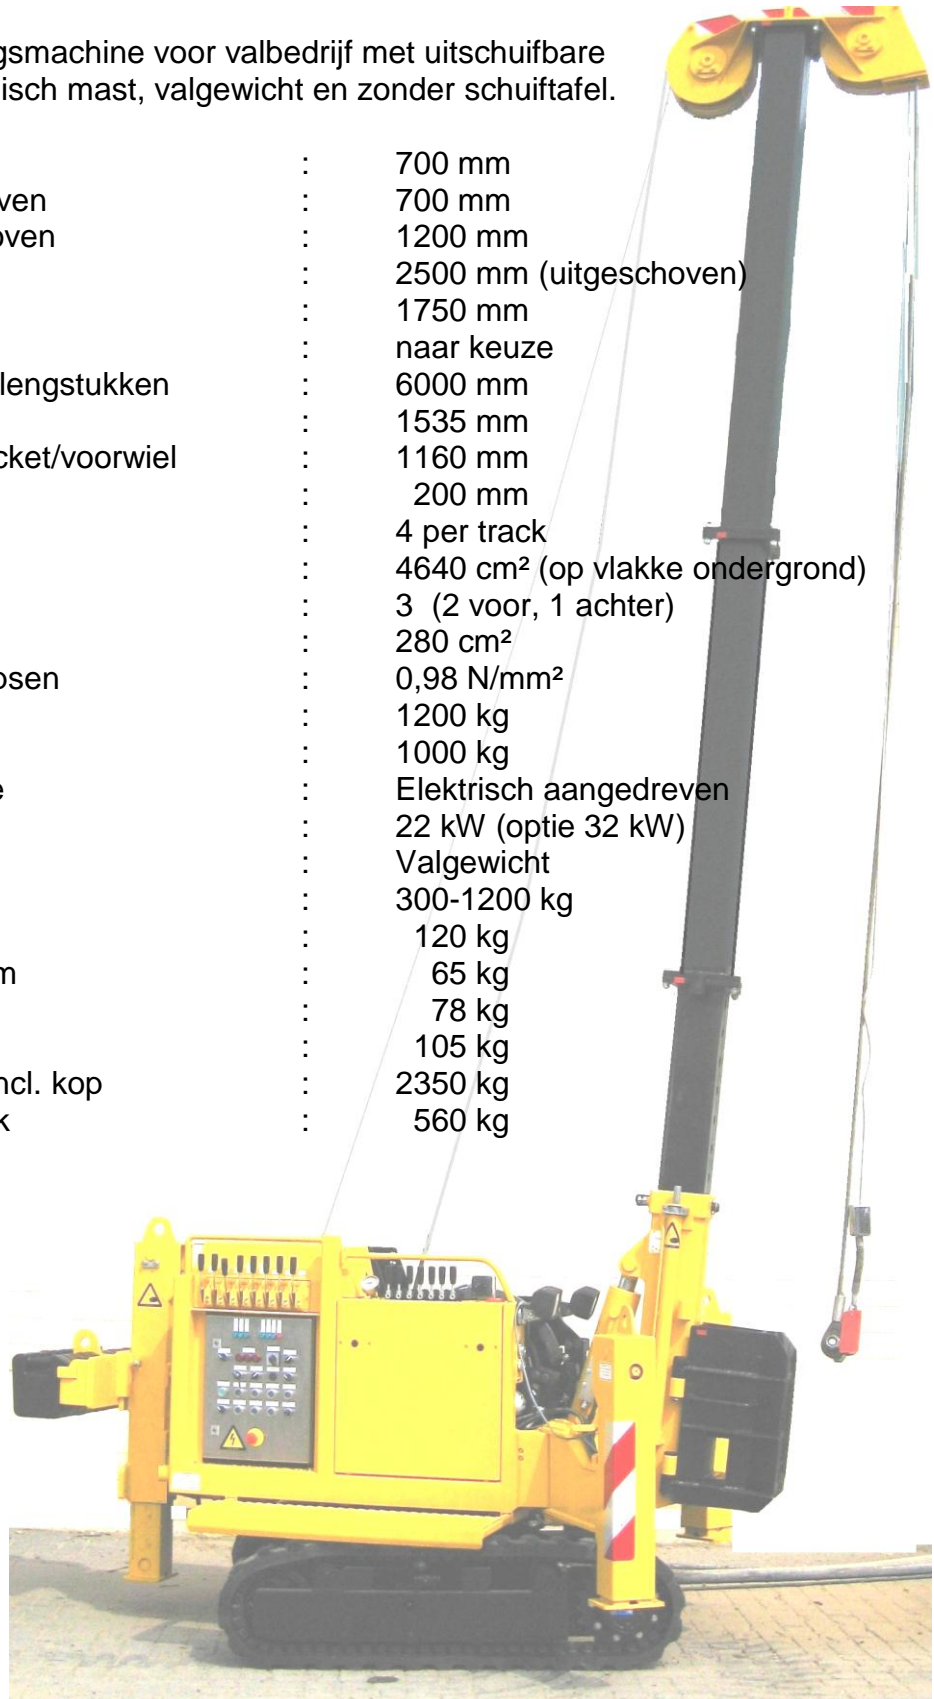 gsmachine voor valbedrijf met uitschuifbare
isch mast, valgewicht en zonder schuiftafel.
: 700 mm
ven : 700 mm
oven : 1200 mm
: 2500 mm (uitgeschoven)
: 1750 mm
: naar keuze
lengstukken : 6000 mm
: 1535 mm
cket/voorwiel : 1160 mm
: 200 mm
: 4 per track
: 4640 cm² (op vlakke ondergrond)
: 3 (2 voor, 1 achter)
: 280 cm²
osen : 0,98 N/mm²
: 1200 kg
: 1000 kg
e : Elektrisch aangedreven
: 22 kW (optie 32 kW)
: Valgewicht
: 300-1200 kg
: 120 kg
m : 65 kg
: 78 kg
: 105 kg
ncl. kop : 2350 kg
k : 560 kg